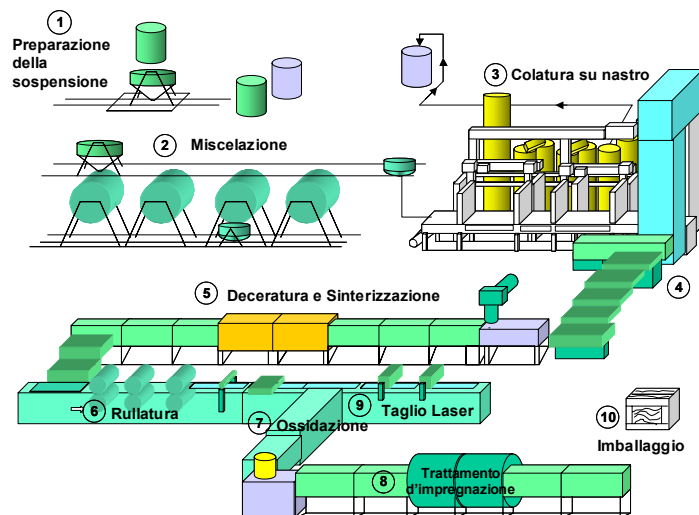 1
Preparazione
della
sospensione
2 Miscelazione
3 Colatura su nastro
4
5 Deceratura e Sinterizzazione
6 Rullatura
7 Ossidazione
9 Taglio Laser
10
Imballaggio
8 Trattamento
d'impregnazione